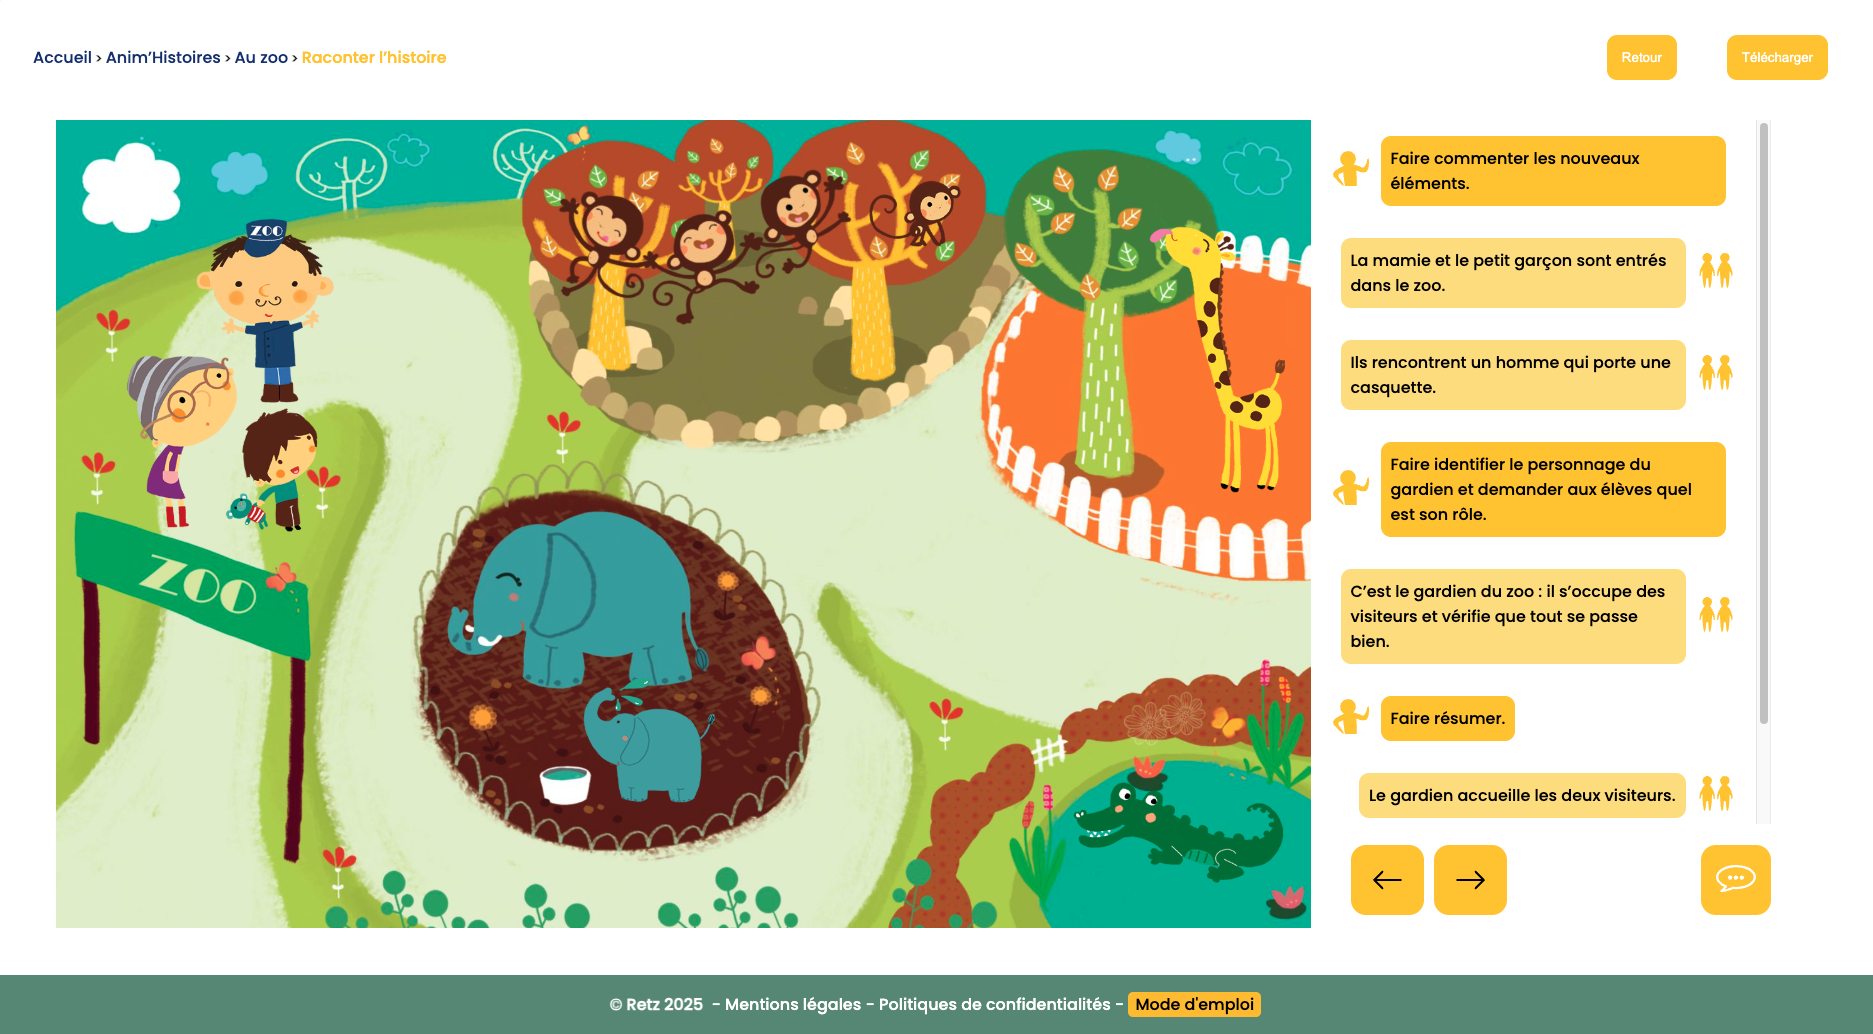 Accueil > Anim’Histoires > Au zoo > Raconter l’histoire
Retour
Télécharger
ZOO
ZOO
Faire commenter les nouveaux
éléments.
La mamie et le petit garçon sont entrés
dans le zoo.
Ils rencontrent un homme qui porte une
casquette.
Faire identifier le personnage du
gardien et demander aux élèves quel
est son rôle.
C’est le gardien du zoo : il s’occupe des
visiteurs et vérifie que tout se passe
bien.
Faire résumer.
Le gardien accueille les deux visiteurs.
© Retz 2025 - Mentions légales - Politiques de confidentialités - Mode d'emploi